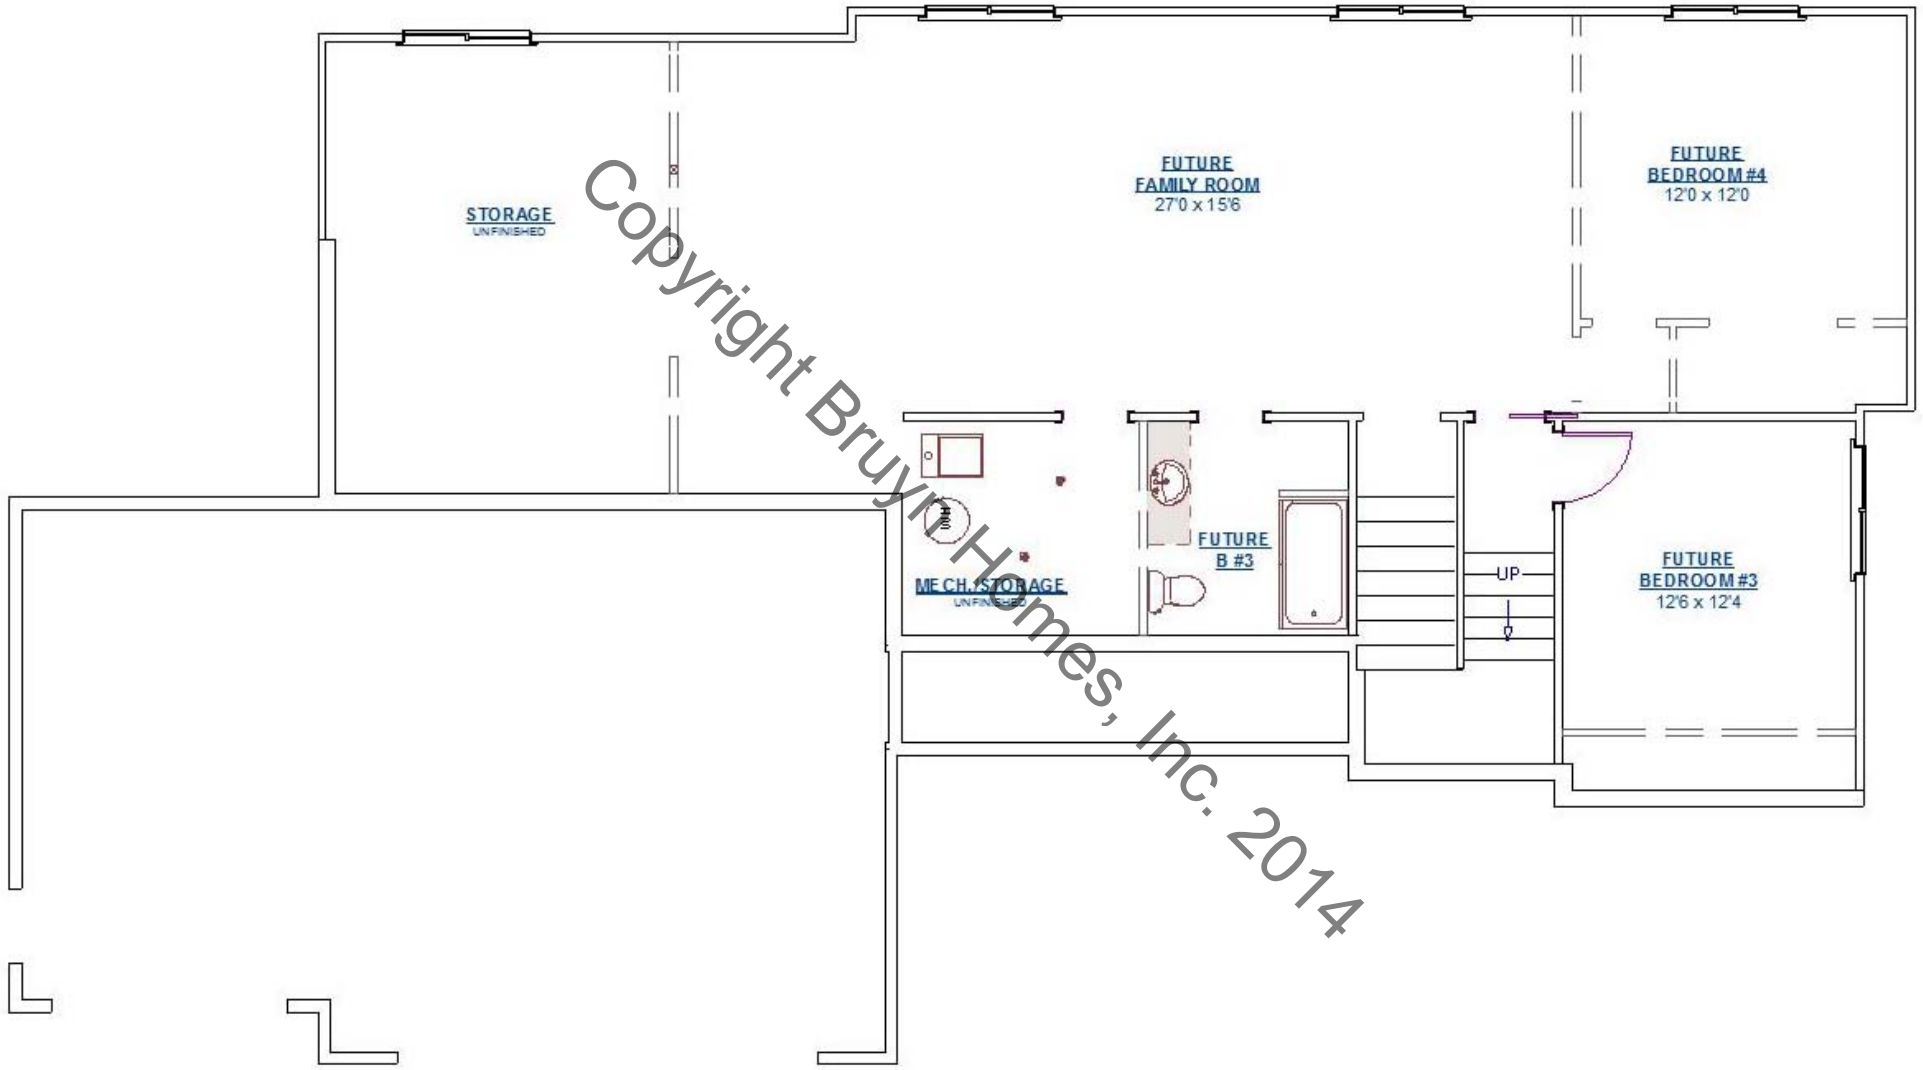 FUTURE
FAMILY ROOM
27'0 x 15'6
FUTURE
BEDROOM #4
12'0 x 12'0
STORAGE
UNFINISHED
FUTURE
B #3
MECH./STORAGE
UNFINISHED
UP
FUTURE
BEDROOM #3
12'6 x 12'4
Copyright Bruyn Homes, Inc. 2014